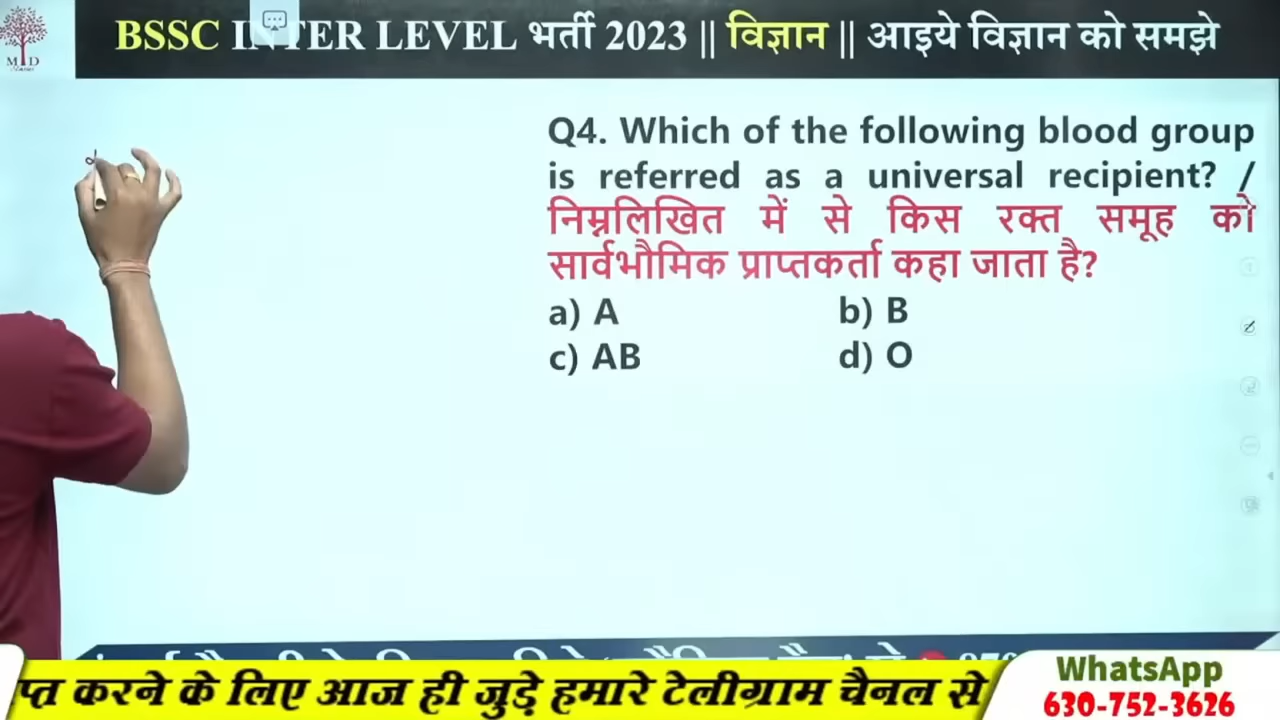 BSSC INTER LEVEL भर्ती 2023 || विज्ञान || आइये विज्ञान को समझे
Q4. Which of the following blood group
is referred as a universal recipient? /
निम्नलिखित में से किस रक्त समूह को
सार्वभौमिक प्राप्तकर्ता कहा जाता है?
a) A b) B
c) AB d) O
करने के लिए आज ही जुड़े हमारे टेलीग्राम चैनल से
WhatsApp
630-752-3626